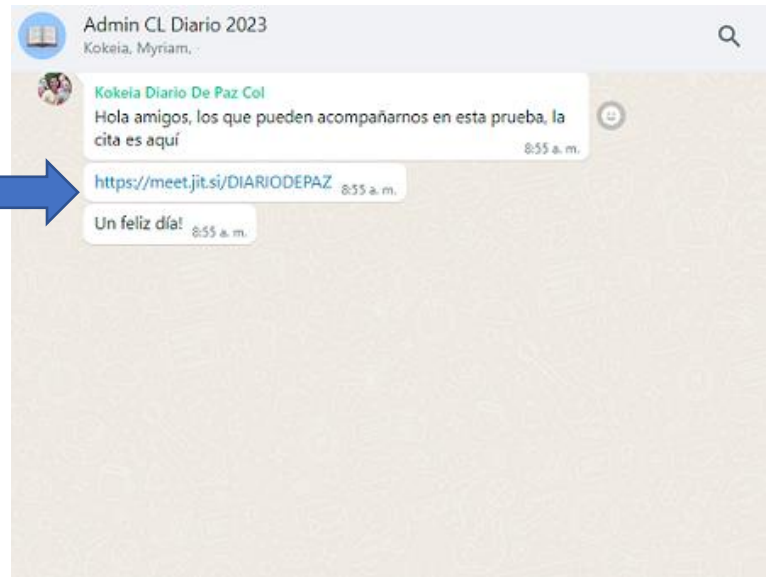 Admin CL Diario 2023
Kokeia, Myriam,
Kokeia Diario De Paz Col
Hola amigos, los que pueden acompañarnos en esta prueba, la
cita es aquí
8:55 a. m.
https://meet.jit.si/DIARIODEPAZ 8:55 a. m.
Un feliz día! 8:55 a. m.